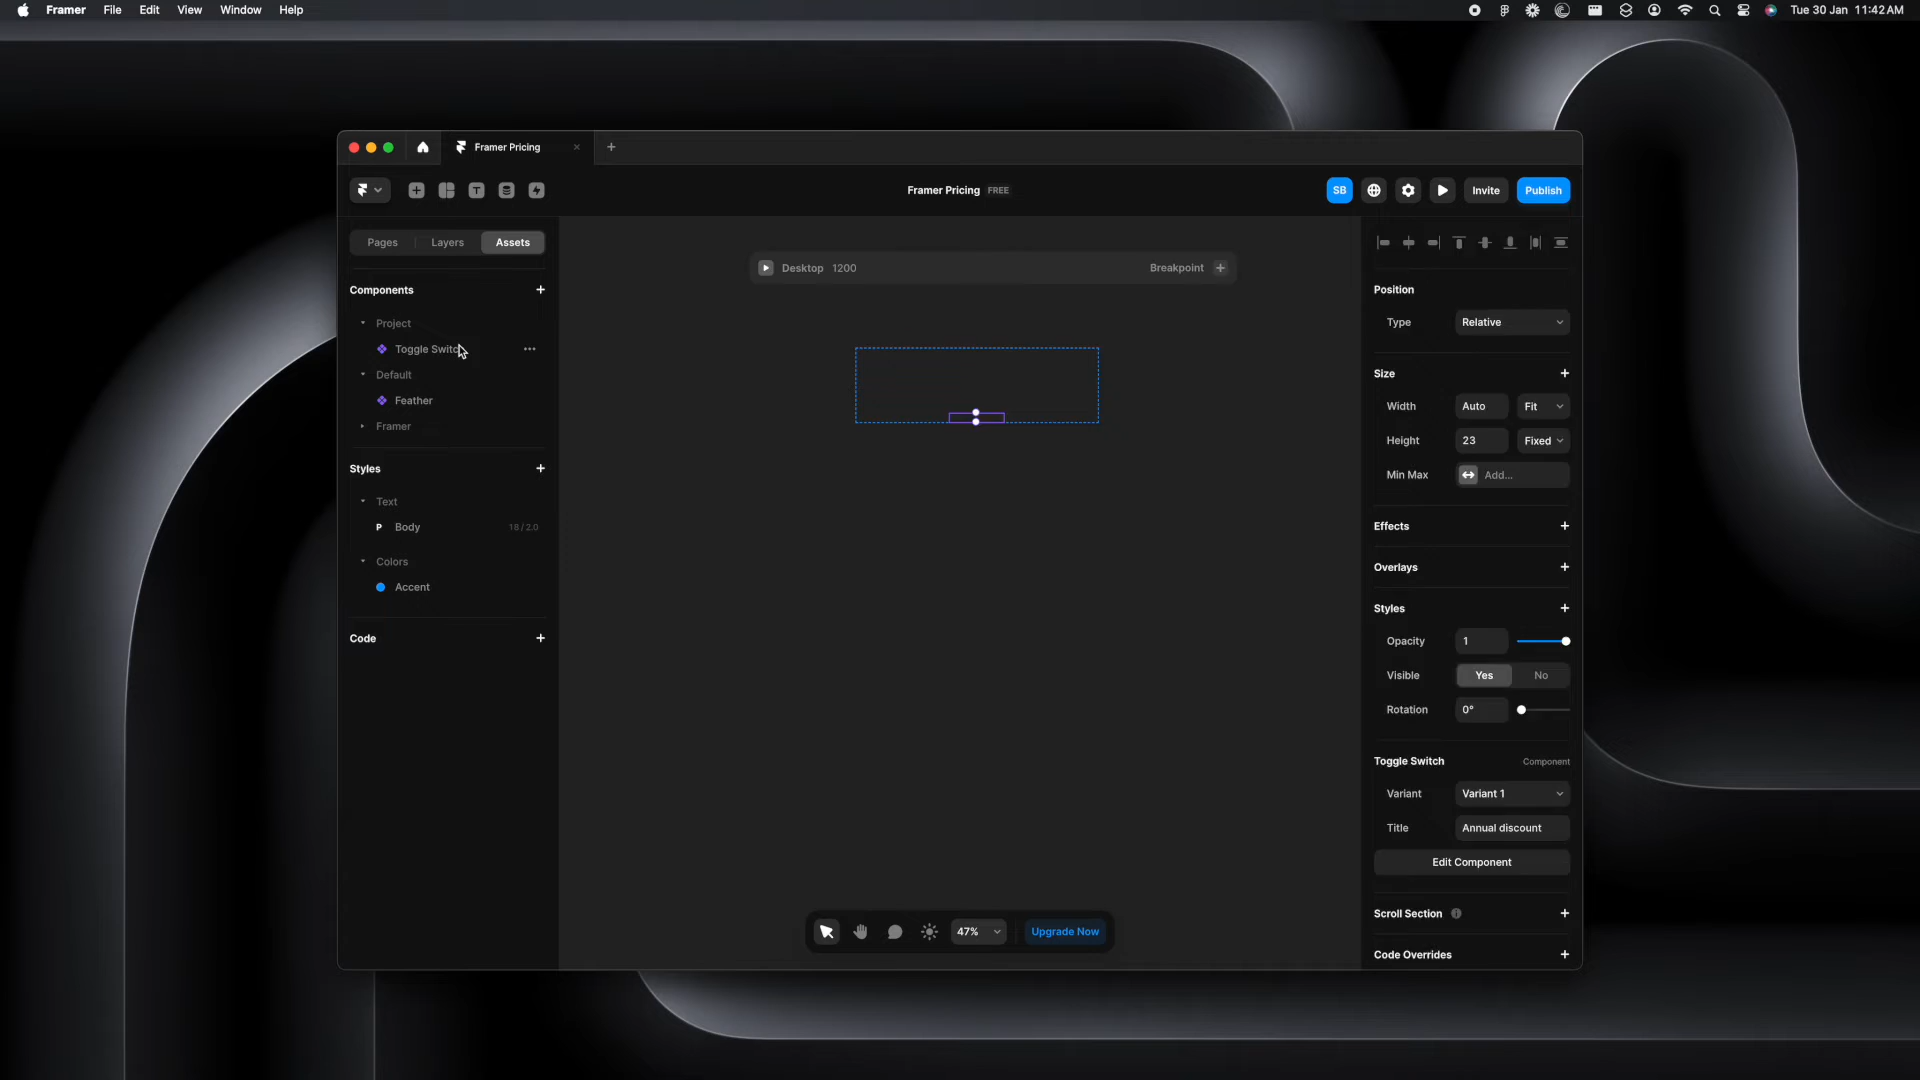 Framer File Edit View Window Help
Tue 30 Jan 11:42 AM
Framer Pricing
Framer Pricing FREE
SB
Invite
Publish
Pages Layers Assets
Components
Project
Toggle Switc
Default
Feather
Framer
Styles
Text
P Body 18/2.0
Colors
Accent
Code
Desktop 1200
Breakpoint
47%
Upgrade Now
Position
Type Relative
Size
Width Auto Fit
Height 23 Fixed
Min Max Add...
Effects
Overlays
Styles
Opacity 1
Visible Yes No
Rotation 0°
Toggle Switch Component
Variant Variant 1
Title Annual discount
Edit Component
Scroll Section
Code Overrides